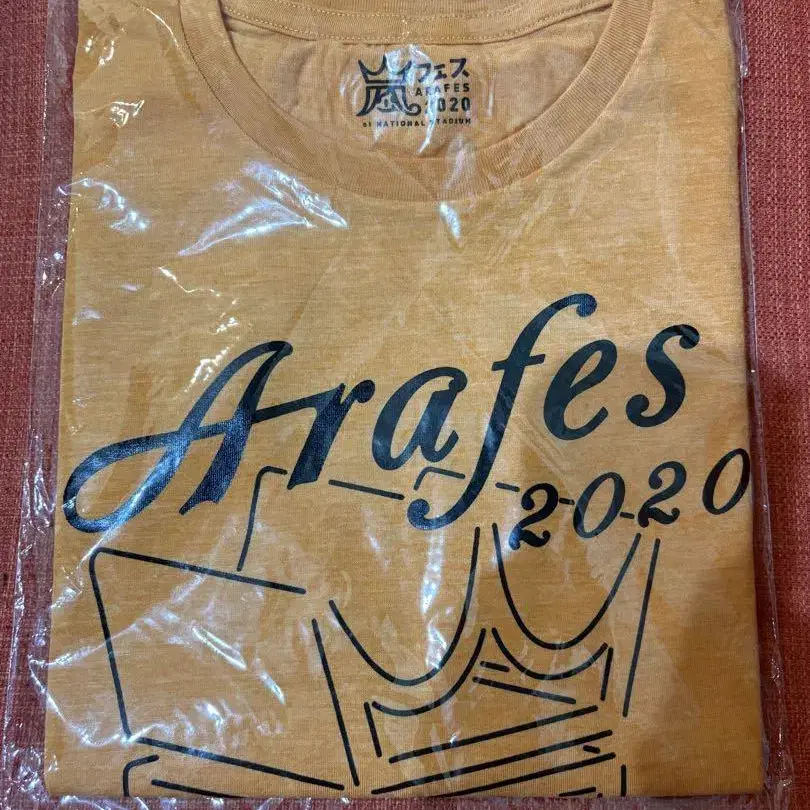 嵐フェス
ARAFES
2020
at NATIONAL STADIUM
Arafes
2020